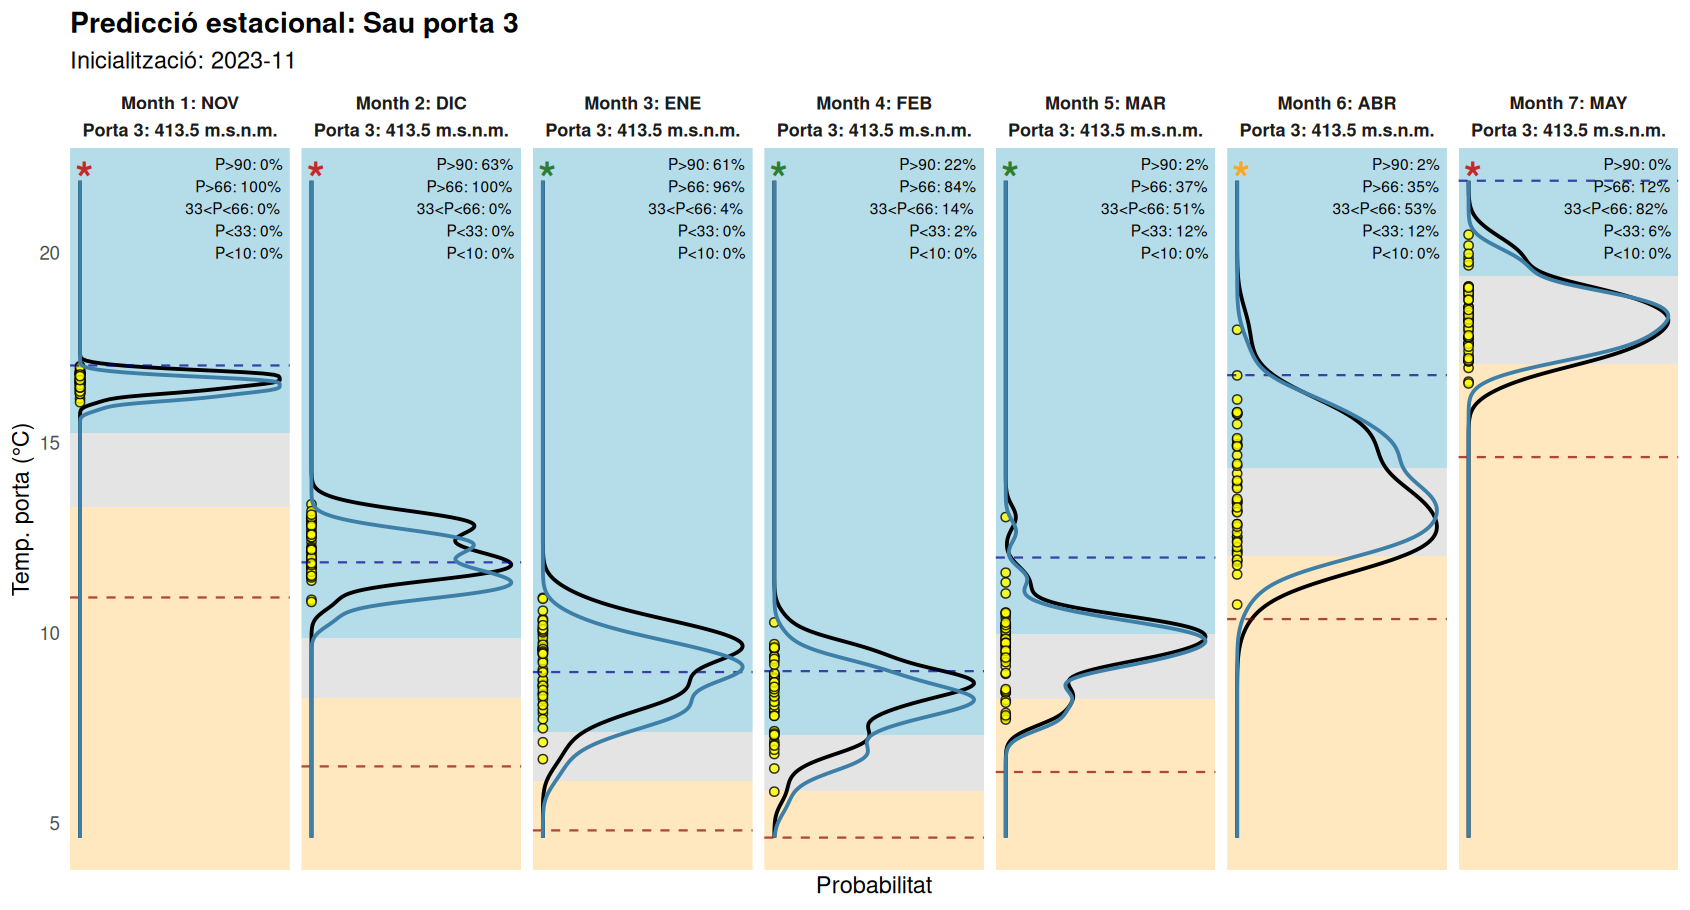 Predicció estacional: Sau porta 3
Inicialització: 2023-11
Month 1: NOV
Porta 3: 413.5 m.s.n.m.
Month 2: DIC
Porta 3: 413.5 m.s.n.m.
Month 3: ENE
Porta 3: 413.5 m.s.n.m.
Month 4: FEB
Porta 3: 413.5 m.s.n.m.
Month 5: MAR
Porta 3: 413.5 m.s.n.m.
Month 6: ABR
Porta 3: 413.5 m.s.n.m.
Month 7: MAY
Porta 3: 413.5 m.s.n.m.
*
P>90: 0%
P>66: 100%
33<P<66: 0%
P<33: 0%
P<10: 0%
*
P>90: 63%
P>66: 100%
33<P<66: 0%
P<33: 0%
P<10: 0%
*
P>90: 61%
P>66: 96%
33<P<66: 4%
P<33: 0%
P<10: 0%
*
P>90: 22%
P>66: 84%
33<P<66: 14%
P<33: 2%
P<10: 0%
*
P>90: 2%
P>66: 37%
33<P<66: 51%
P<33: 12%
P<10: 0%
*
P>90: 2%
P>66: 35%
33<P<66: 53%
P<33: 12%
P<10: 0%
*
P>90: 0%
P>66: 12%
33<P<66: 82%
P<33: 6%
P<10: 0%
Temp. porta (°C)
20
15
10
5
Probabilitat